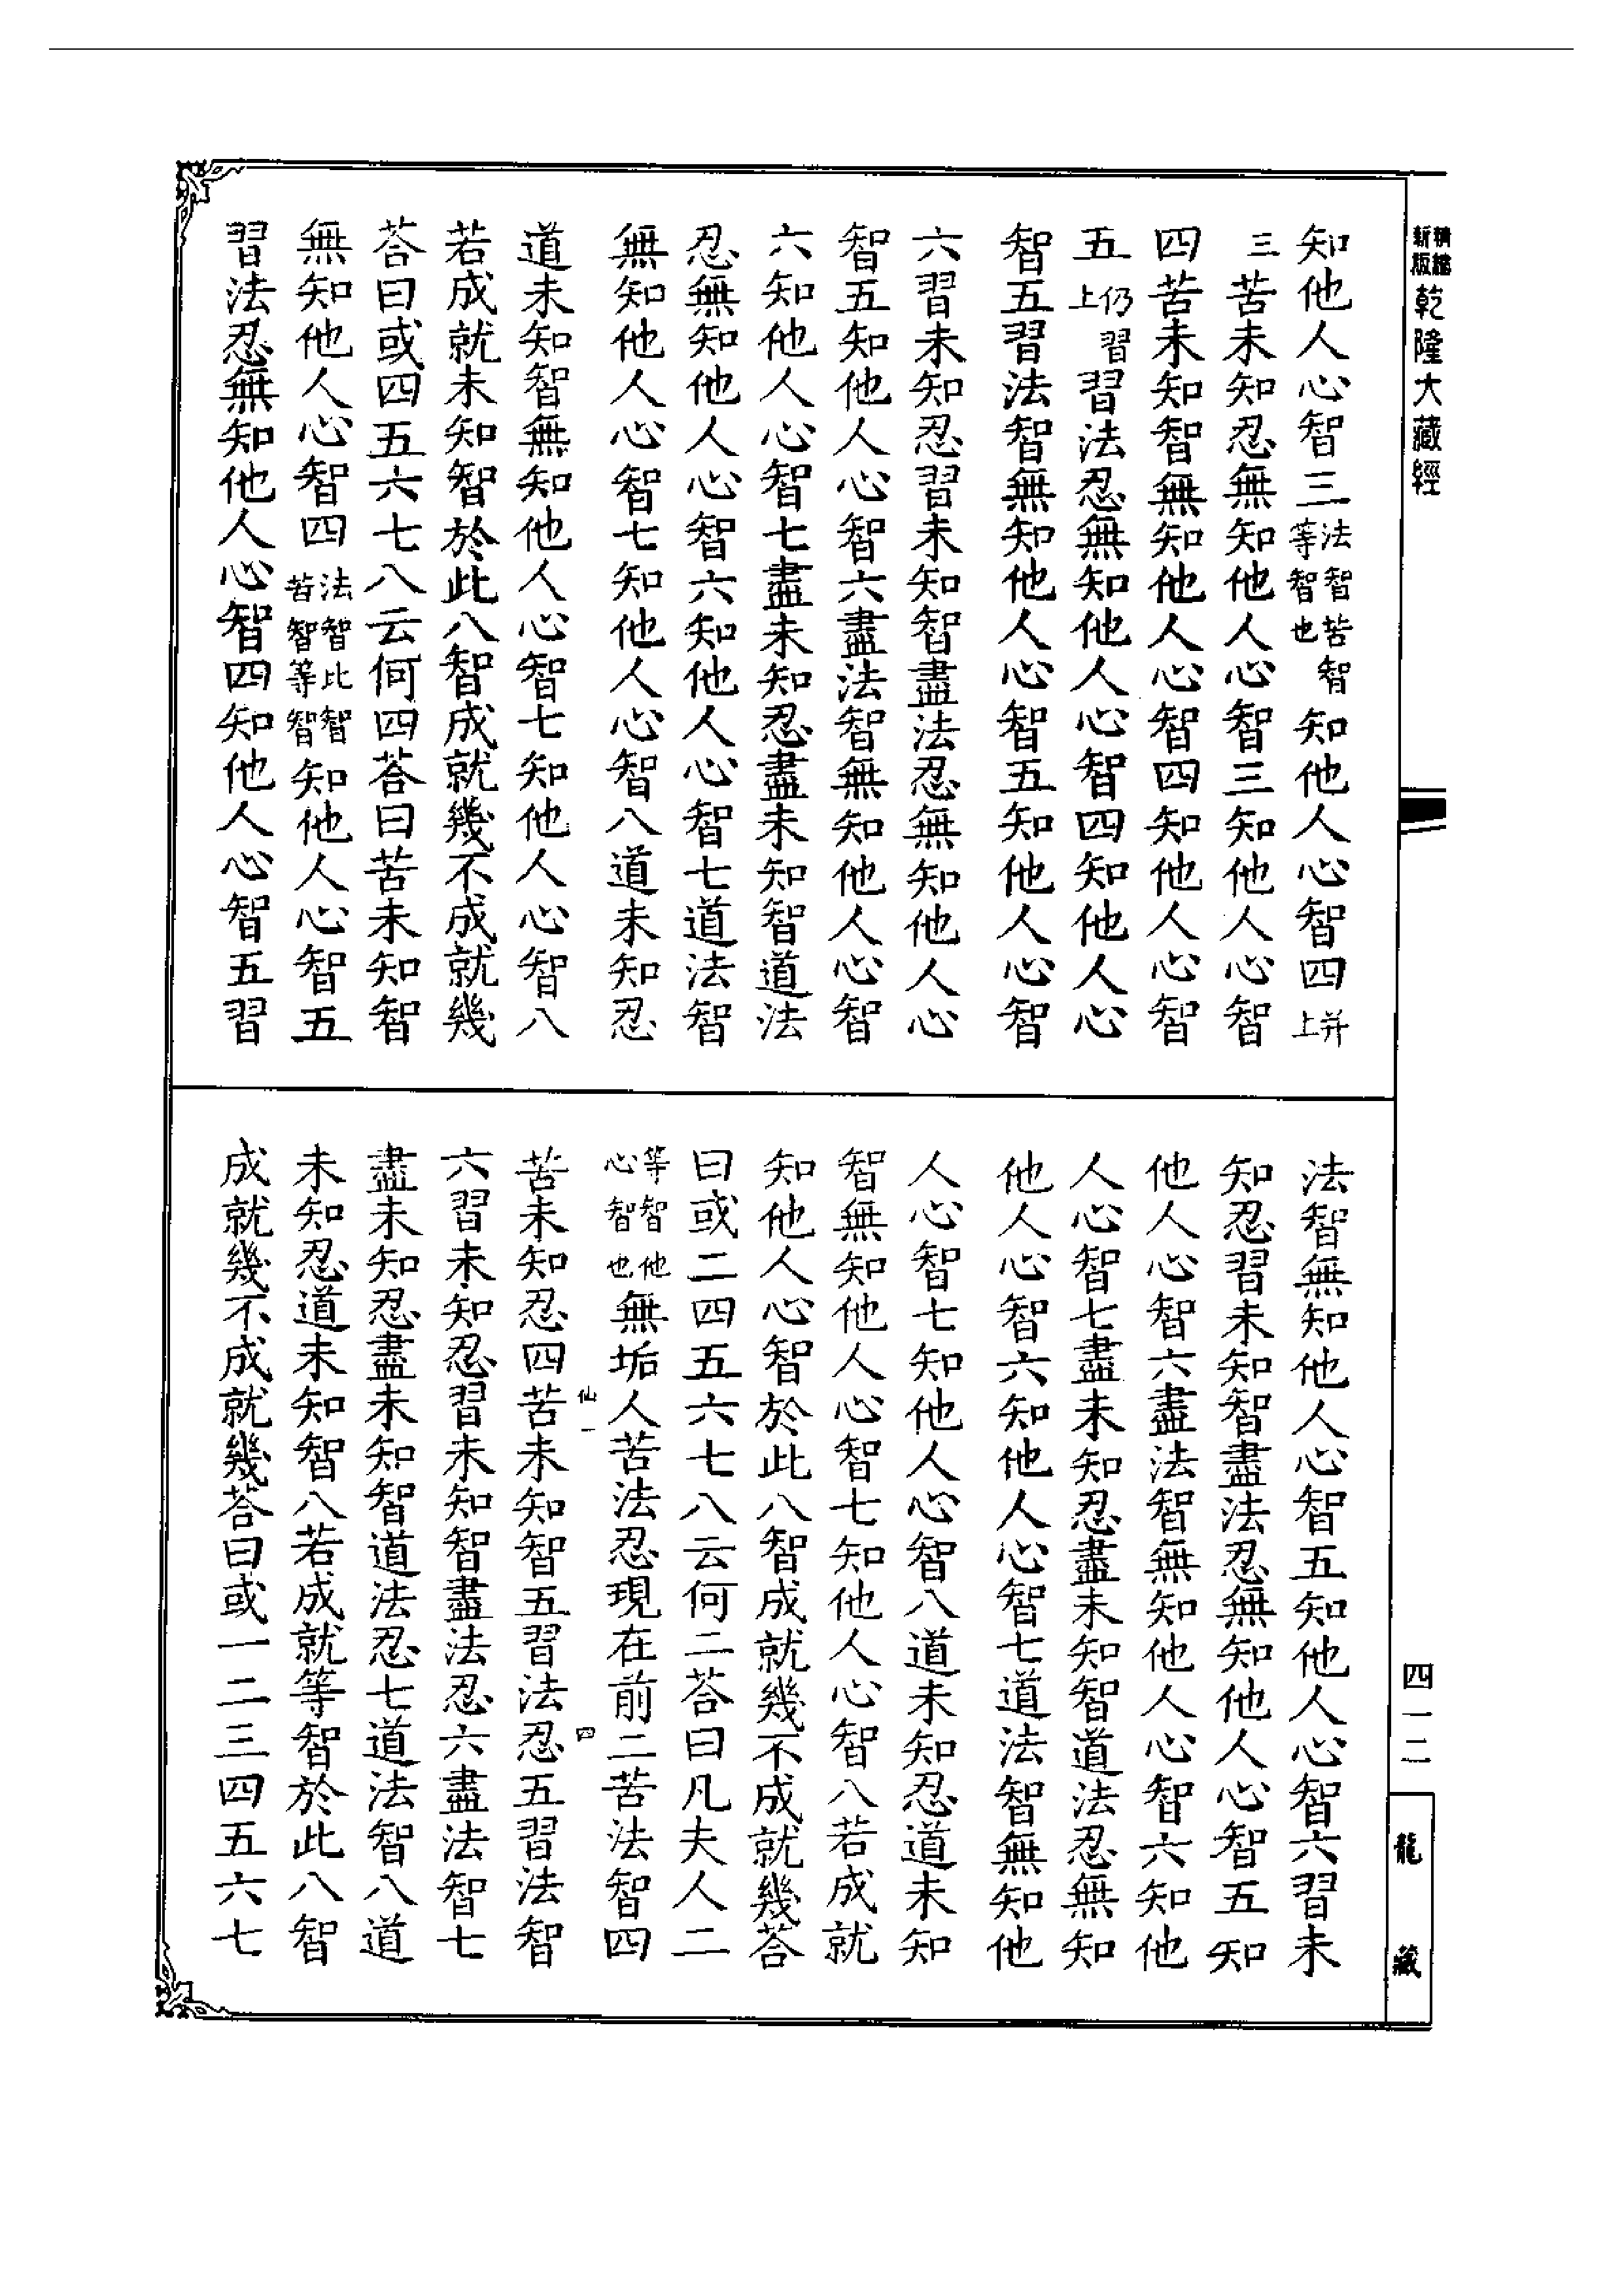 精縮新版乾隆大藏經
知他人心智三法智苦智等智也知他人心智四并上
三苦未知忍無知他人心智三知他人心智
四苦未知智無知他人心智四知他人心智
五仍習上習法忍無知他人心智四知他人心
智五習法智無知他人心智五知他人心智
六習未知忍習未知智盡法忍無知他人心
智五知他人心智六盡法智無知他人心智
六知他人心智七盡未知忍盡未知智道法
忍無知他人心智六知他人心智七道法智
無知他人心智七知他人心智八道未知忍
道未知智無知他人心智七知他人心智八
若成就未知智於此八智成就幾不成就幾
荅曰或四五六七八云何四荅曰苦未知智
無知他人心智四法智此智苦智等智知他人心智五
習法忍無知他人心智四知他人心智五習
法智無知他人心智五知他人心智六習未
知忍習未知智盡法忍無知他人心智五知
他人心智六盡法智無知他人心智六知他
人心智七盡未知忍盡未知智道法忍無知
他人心智六知他人心智七道法智無知他
人心智七知他人心智八道未知忍道未知
智無知他人心智七知他人心智八若成就
知他人心智於此八智成就幾不成就幾荅
曰或二四五六七八云何二荅曰凡夫人二
等智他心智也無垢人苦法忍現在前二苦法智四
仙一 四
苦未知忍四苦未知智五習法忍五習法智
六習未知忍習未知智盡法忍六盡法智七
盡未知忍盡未知智道法忍七道法智八道
未知忍道未知智八若成就等智於此八智
成就幾不成就幾荅曰或一二三四五六七
四一二
龍藏